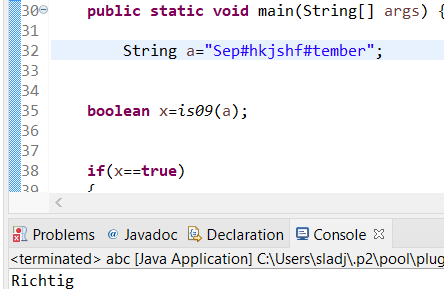 30 public static void main(String[] args) {
31
32 String a="Sep#hkjshf#tember";
33
34
35 boolean x=is09(a);
36
37
38 if(x==true)
39 {
Problems Javadoc Declaration Console
<terminated> abc [Java Application] C:\Users\sladj\.p2\pool\plug
Richtig